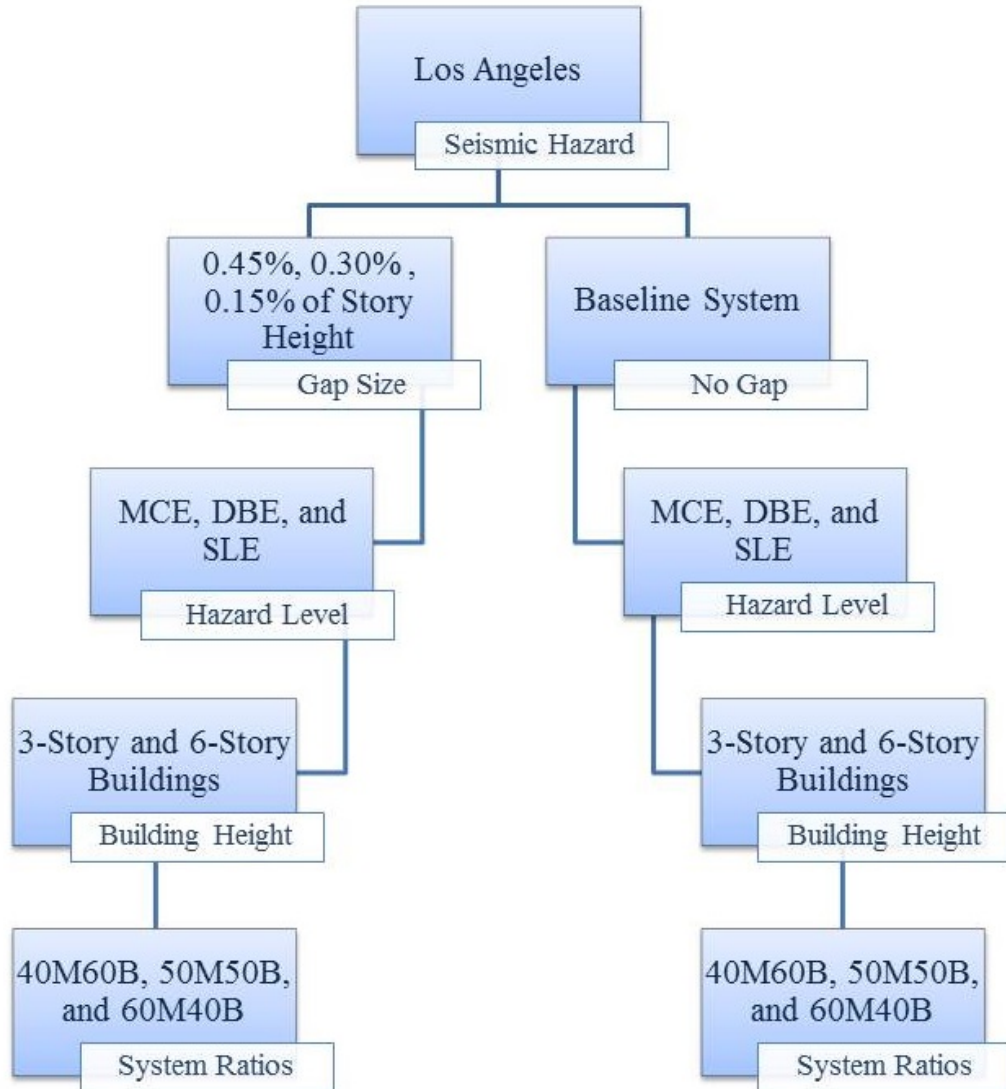 Los Angeles
Seismic Hazard
0.45%, 0.30% ,
0.15% of Story
Height
Gap Size
Baseline System
No Gap
MCE, DBE, and
SLE
Hazard Level
MCE, DBE, and
SLE
Hazard Level
3-Story and 6-Story
Buildings
Building Height
3-Story and 6-Story
Buildings
Building Height
40M60B, 50M50B,
and 60M40B
System Ratios
40M60B, 50M50B,
and 60M40B
System Ratios